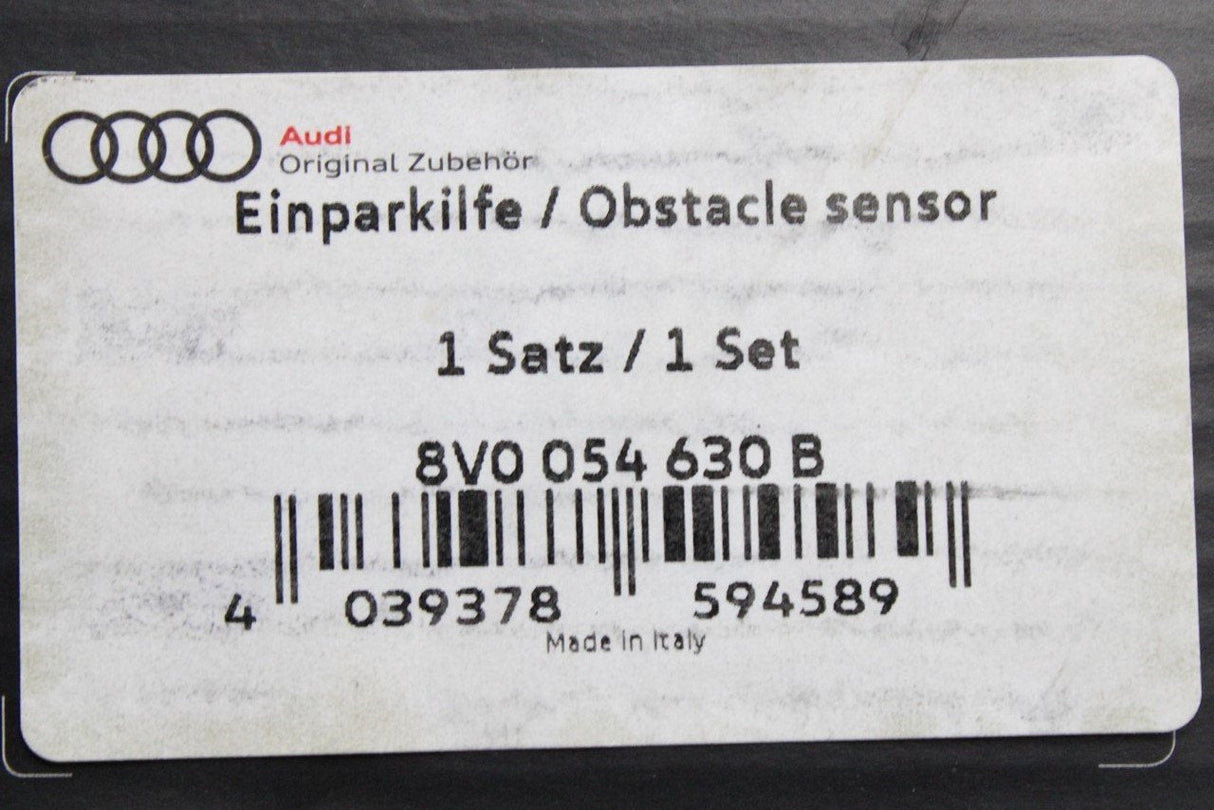 Audi
Original Zubehör
Einparkilfe / Obstacle sensor
1 Satz / 1 Set
8V0 054 630 B
4 039378 594589
Made in Italy